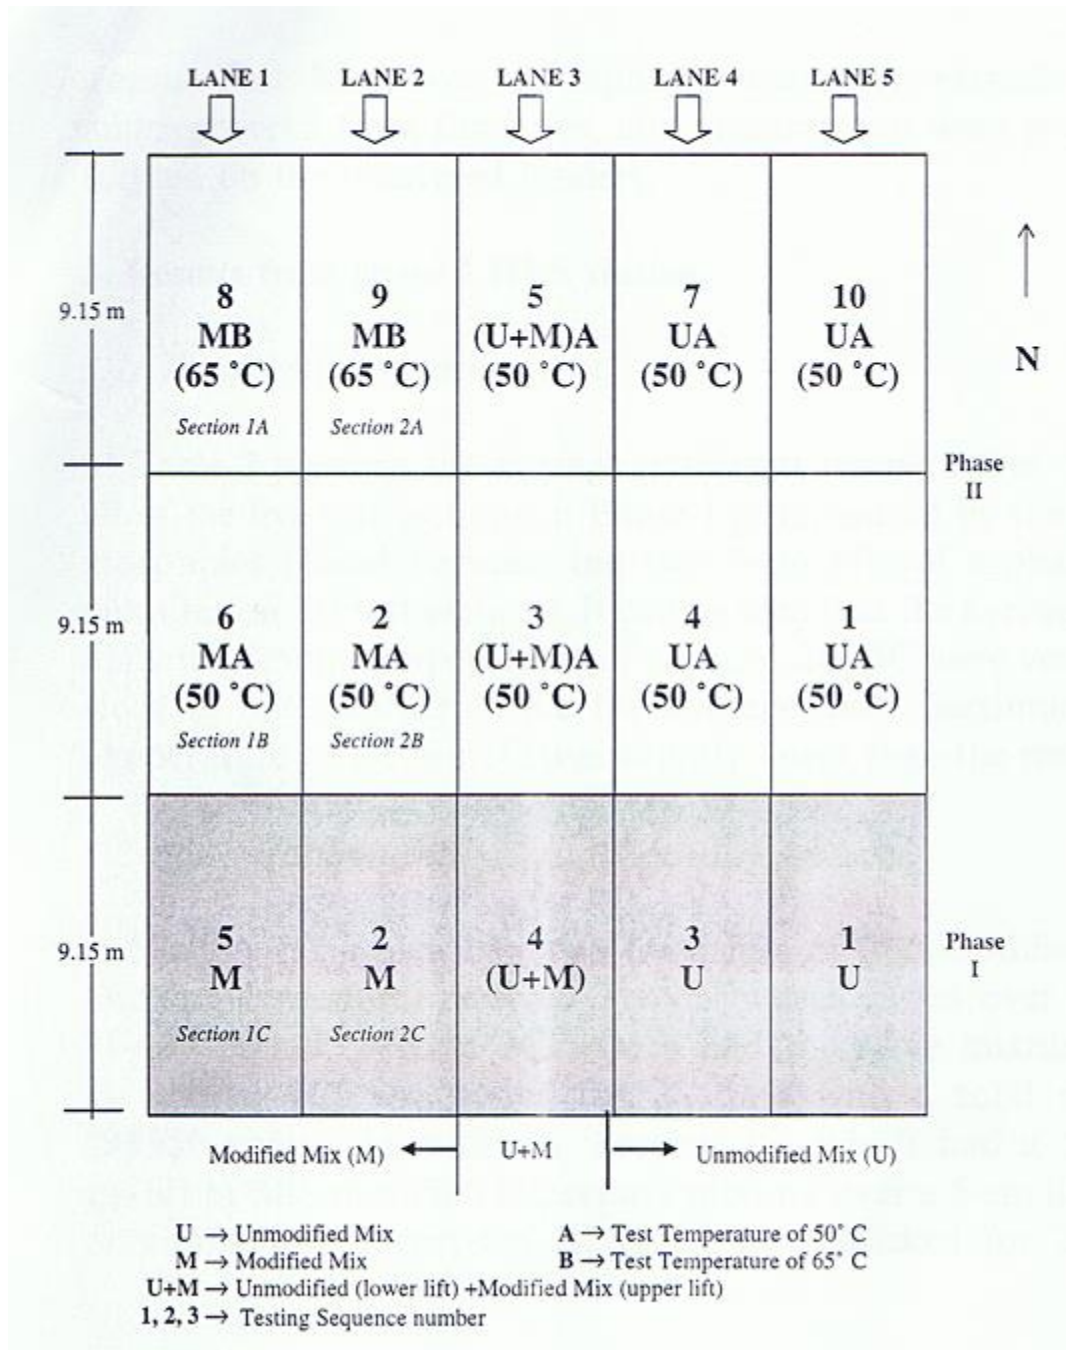 LANE 1 LANE 2 LANE 3 LANE 4 LANE 5
8 9 5 7 10
9.15 m MB MB (U+M)A UA UA
(65 °C) (65 °C) (50 °C) (50 °C) (50 °C)
N
Section 1A Section 2A
Phase
II
6 2 3 4 1
9.15 m MA MA (U+M)A UA UA
(50 °C) (50 °C) (50 °C) (50 °C) (50 °C)
Section 1B Section 2B
5 2 4 3 1
9.15 m M M (U+M) U U
Phase
I
Section 1C Section 2C
Modified Mix (M) ← U+M → Unmodified Mix (U)
U → Unmodified Mix A → Test Temperature of 50° C
M → Modified Mix B → Test Temperature of 65° C
U+M → Unmodified (lower lift) +Modified Mix (upper lift)
1, 2, 3 → Testing Sequence number